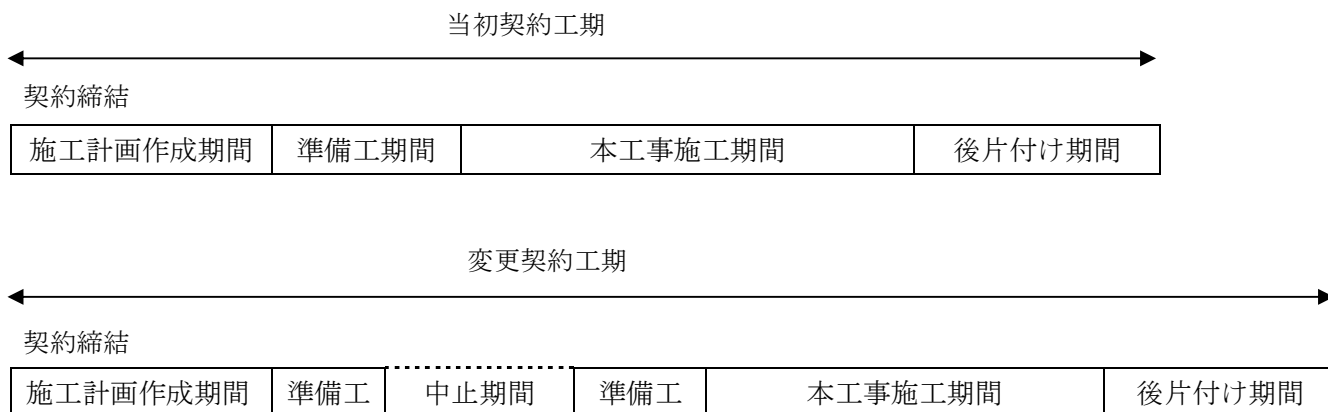 当初契約工期
契約締結
施工計画作成期間 準備工期間 本工事施工期間 後片付け期間
変更契約工期
契約締結
施工計画作成期間 準備工 中止期間 準備工 本工事施工期間 後片付け期間